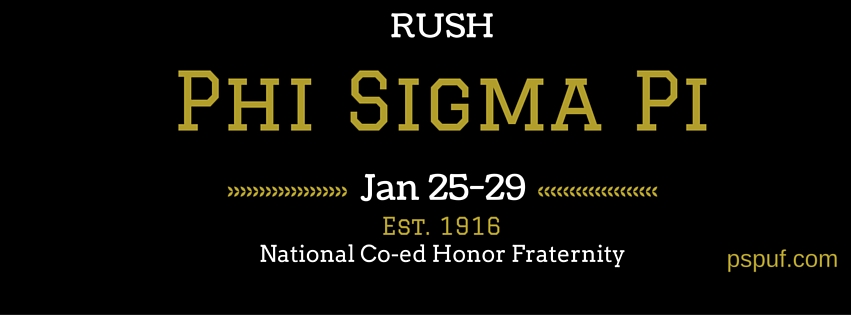 RUSH
Phi Sigma Pi
»»»»»»»»» Jan 25-29 «««««««««
Est. 1916
National Co-ed Honor Fraternity
pspuf.com